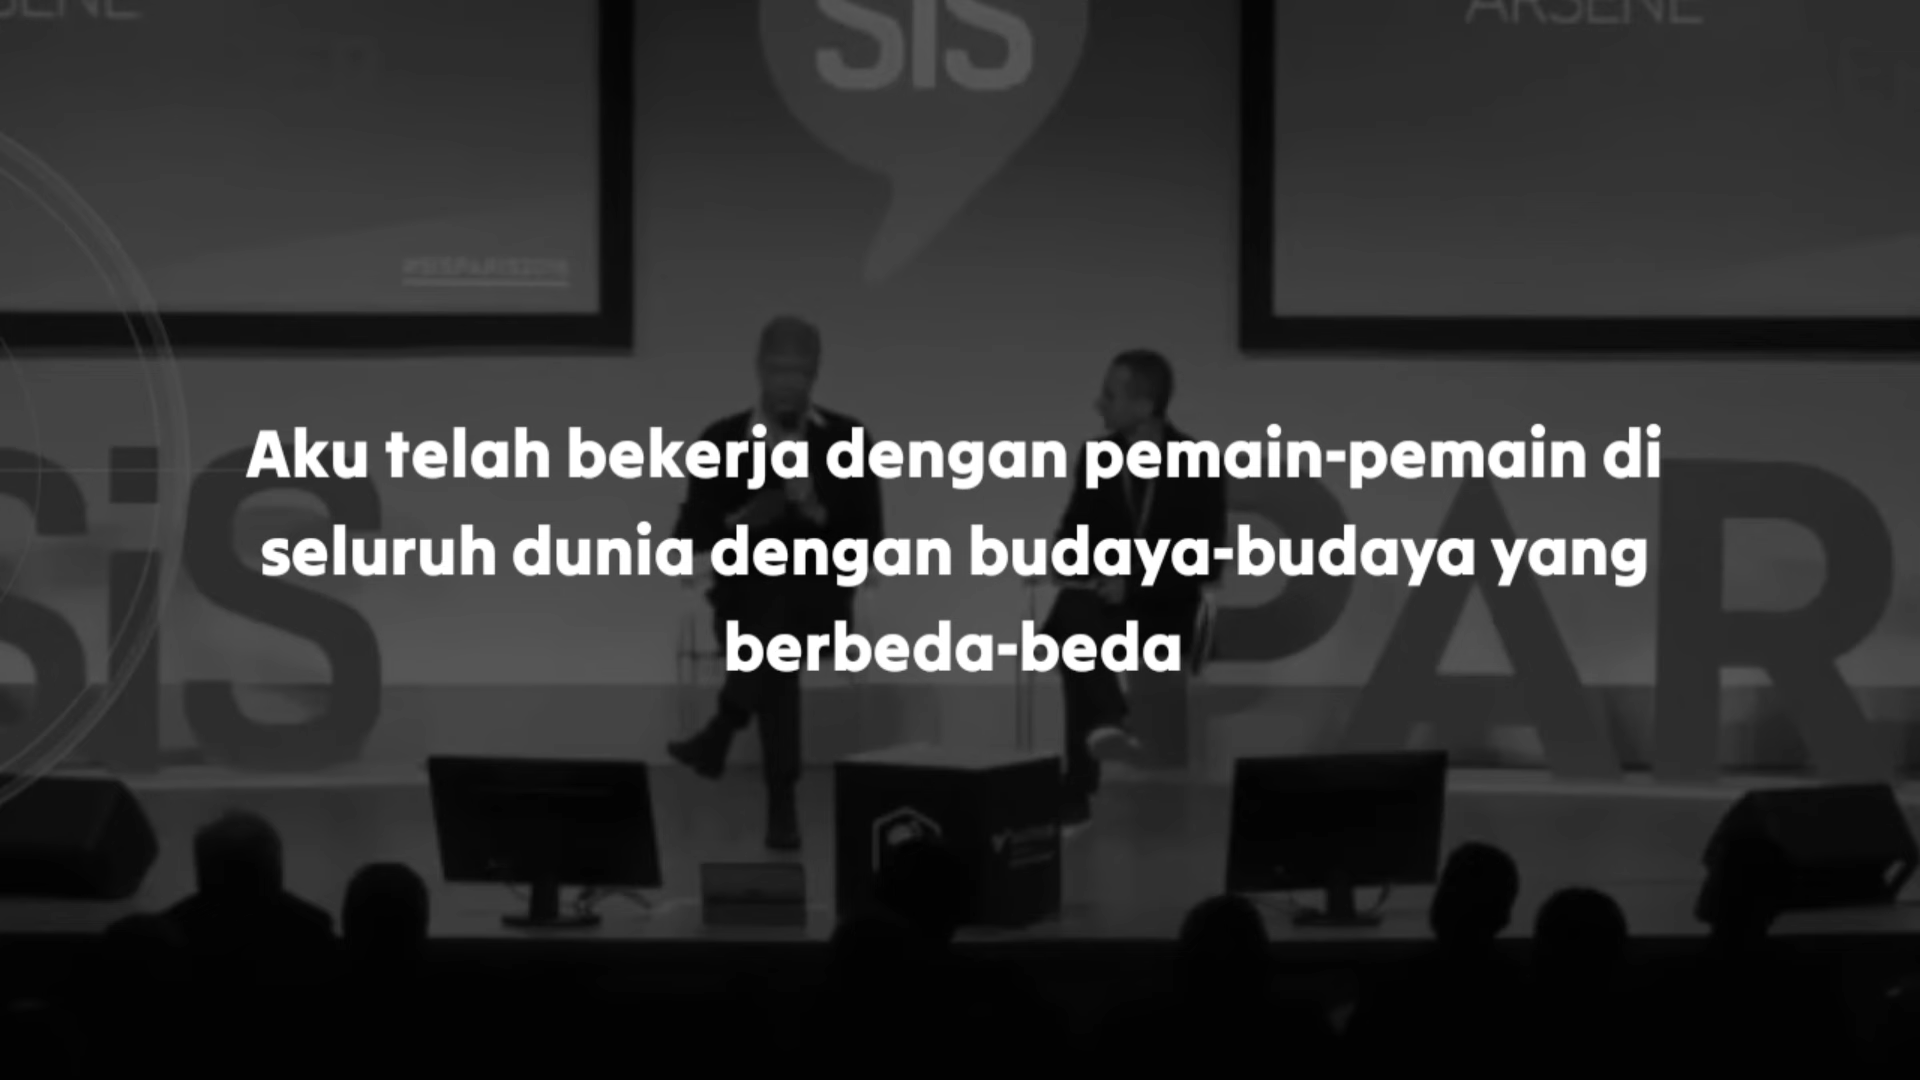 ARSENE
SIS
#SISPARIS2016
Aku telah bekerja dengan pemain-pemain di
seluruh dunia dengan budaya-budaya yang
berbeda-beda
SiS PAR